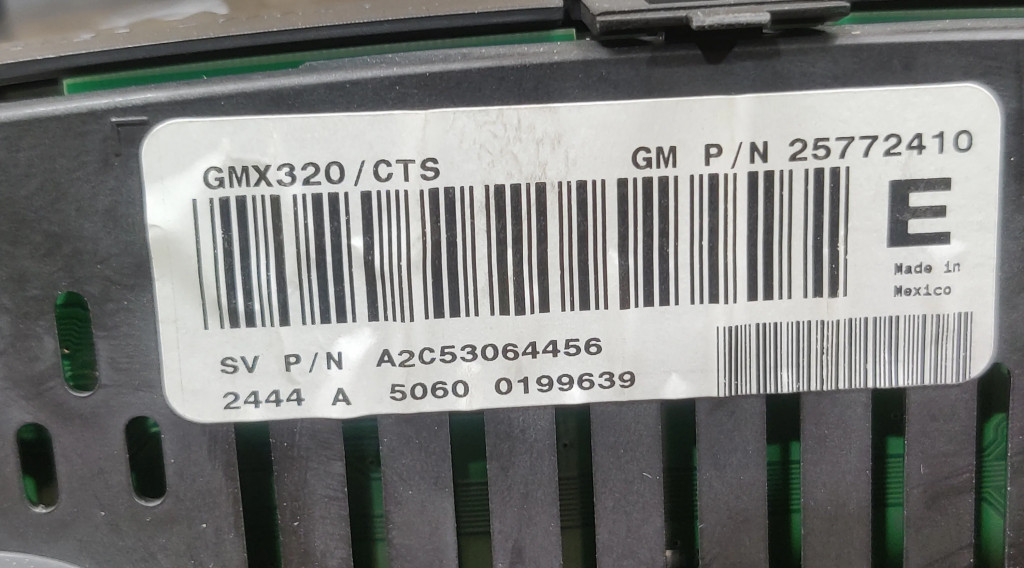 GMX320/CTS GM P/N 25772410
E
Made in
Mexico
SV P/N A2C53064456
2444 A 5060 0199639